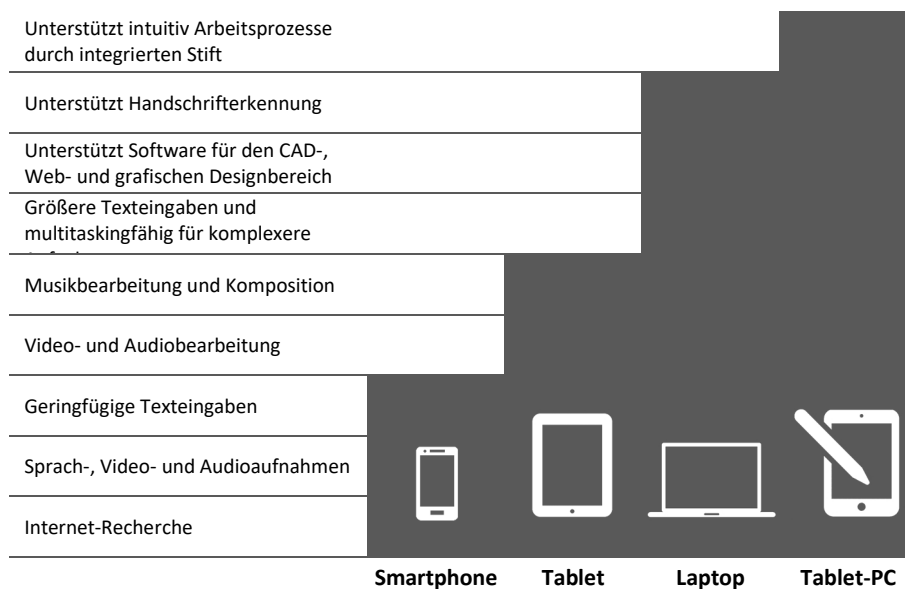 Unterstützt intuitiv Arbeitsprozesse
durch integrierten Stift
Unterstützt Handschrifterkennung
Unterstützt Software für den CAD-,
Web- und grafischen Designbereich
Größere Texteingaben und
multitaskingfähig für komplexere
Musikbearbeitung und Komposition
Video- und Audiobearbeitung
Geringfügige Texteingaben
Sprach-, Video- und Audioaufnahmen
Internet-Recherche
Smartphone Tablet Laptop Tablet-PC